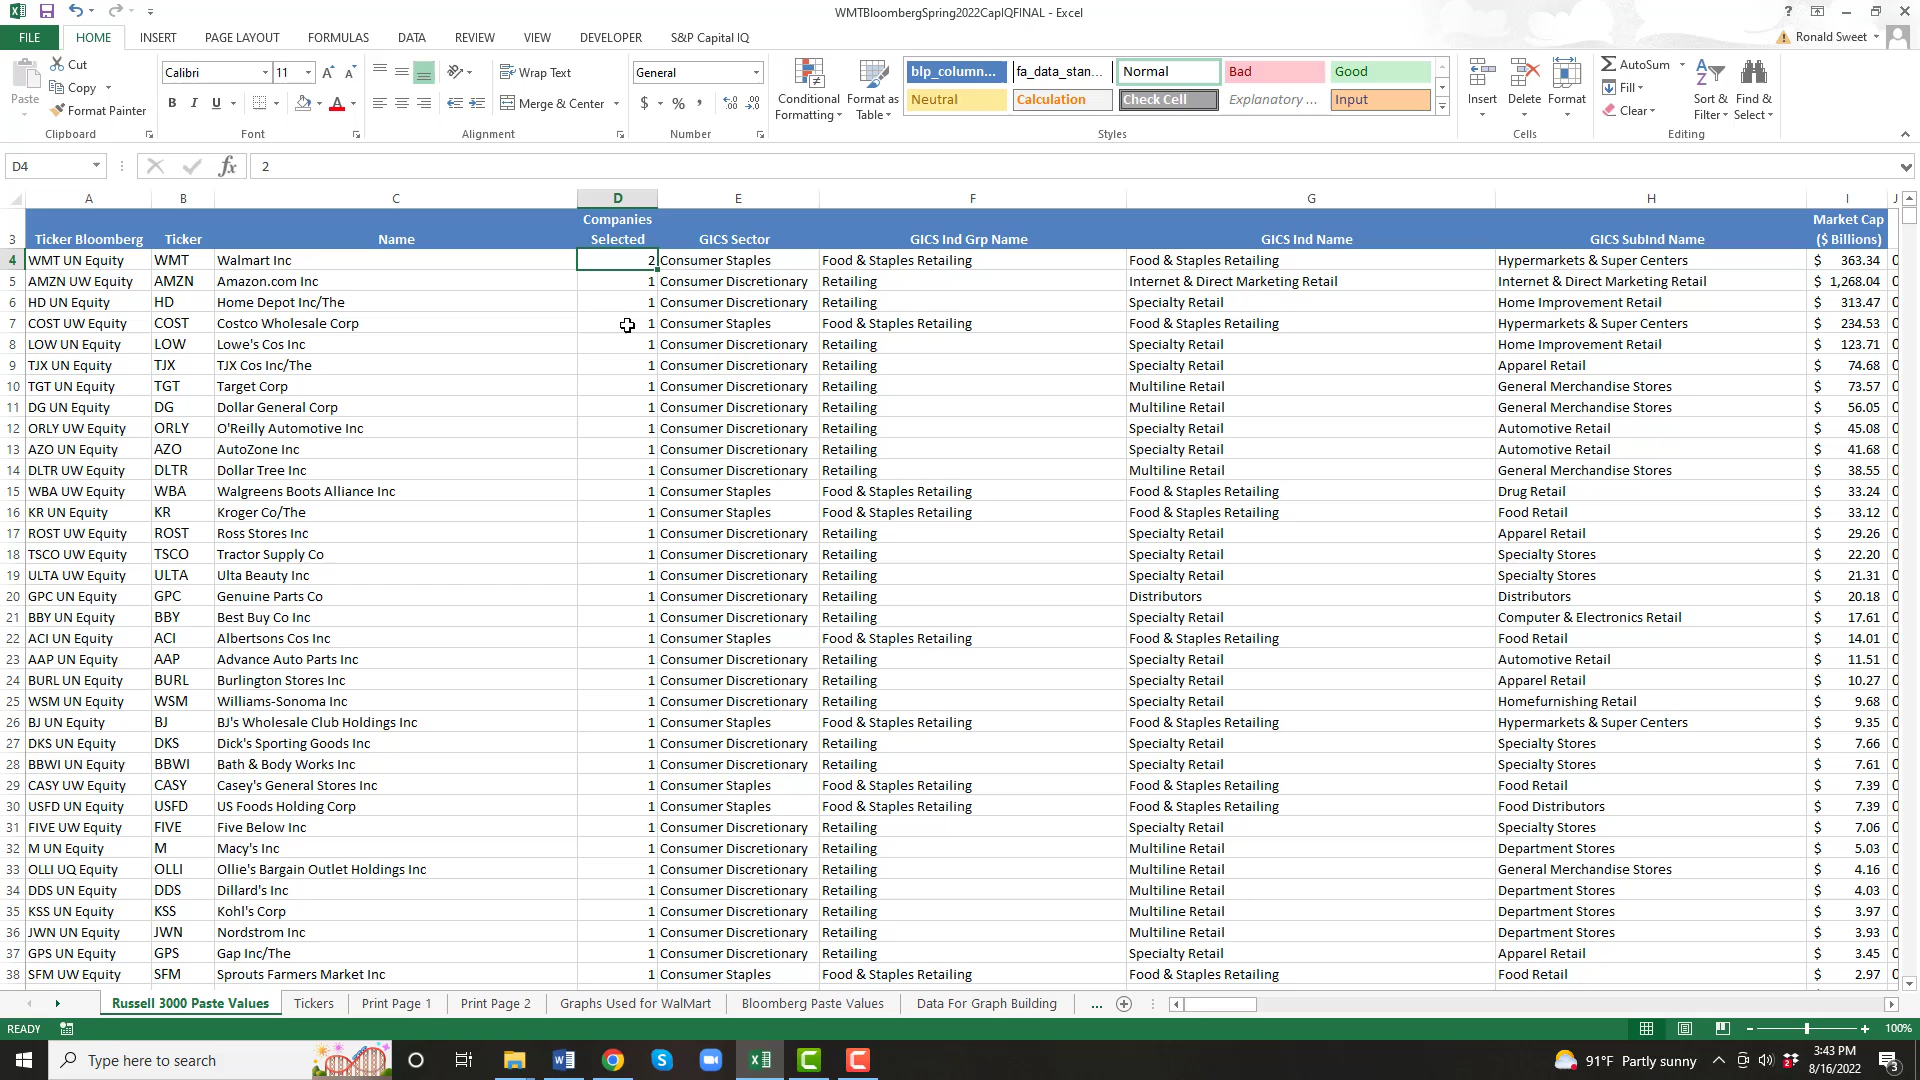 WMTBloombergSpring2022CapIQFINAL - Excel
?
FILE HOME INSERT PAGE LAYOUT FORMULAS DATA REVIEW VIEW DEVELOPER S&P Capital IQ Ronald Sweet
Paste
Cut
Copy
Format Painter
Clipboard
Calibri 11
B I U
Font
Wrap Text
Merge & Center
Alignment
General
$ % ,
Number
Conditional Formatting
Format as Table
blp_column... fa_data_stan... Normal Bad Good
Neutral Calculation Check Cell Explanatory ... Input
Styles
Insert Delete Format
Cells
AutoSum
Fill
Clear
Sort & Filter
Find & Select
Editing
D4 fx 2
A B C D E F G H I J
3 Ticker Bloomberg Ticker Name Companies Selected GICS Sector GICS Ind Grp Name GICS Ind Name GICS SubInd Name Market Cap ($ Billions)
4 WMT UN Equity WMT Walmart Inc 2 Consumer Staples Food & Staples Retailing Food & Staples Retailing Hypermarkets & Super Centers $ 363.34
5 AMZN UW Equity AMZN Amazon.com Inc 1 Consumer Discretionary Retailing Internet & Direct Marketing Retail Internet & Direct Marketing Retail $ 1,268.04
6 HD UN Equity HD Home Depot Inc/The 1 Consumer Discretionary Retailing Specialty Retail Home Improvement Retail $ 313.47
7 COST UW Equity COST Costco Wholesale Corp 1 Consumer Staples Food & Staples Retailing Food & Staples Retailing Hypermarkets & Super Centers $ 234.53
8 LOW UN Equity LOW Lowe's Cos Inc 1 Consumer Discretionary Retailing Specialty Retail Home Improvement Retail $ 123.71
9 TJX UN Equity TJX TJX Cos Inc/The 1 Consumer Discretionary Retailing Specialty Retail Apparel Retail $ 74.68
10 TGT UN Equity TGT Target Corp 1 Consumer Discretionary Retailing Multiline Retail General Merchandise Stores $ 73.57
11 DG UN Equity DG Dollar General Corp 1 Consumer Discretionary Retailing Multiline Retail General Merchandise Stores $ 56.05
12 ORLY UW Equity ORLY O'Reilly Automotive Inc 1 Consumer Discretionary Retailing Specialty Retail Automotive Retail $ 45.08
13 AZO UN Equity AZO AutoZone Inc 1 Consumer Discretionary Retailing Specialty Retail Automotive Retail $ 41.68
14 DLTR UW Equity DLTR Dollar Tree Inc 1 Consumer Discretionary Retailing Multiline Retail General Merchandise Stores $ 38.55
15 WBA UW Equity WBA Walgreens Boots Alliance Inc 1 Consumer Staples Food & Staples Retailing Food & Staples Retailing Drug Retail $ 33.24
16 KR UN Equity KR Kroger Co/The 1 Consumer Staples Food & Staples Retailing Food & Staples Retailing Food Retail $ 33.12
17 ROST UW Equity ROST Ross Stores Inc 1 Consumer Discretionary Retailing Specialty Retail Apparel Retail $ 29.26
18 TSCO UW Equity TSCO Tractor Supply Co 1 Consumer Discretionary Retailing Specialty Retail Specialty Stores $ 22.20
19 ULTA UW Equity ULTA Ulta Beauty Inc 1 Consumer Discretionary Retailing Specialty Retail Specialty Stores $ 21.31
20 GPC UN Equity GPC Genuine Parts Co 1 Consumer Discretionary Retailing Distributors Distributors $ 20.18
21 BBY UN Equity BBY Best Buy Co Inc 1 Consumer Discretionary Retailing Specialty Retail Computer & Electronics Retail $ 17.61
22 ACI UN Equity ACI Albertsons Cos Inc 1 Consumer Staples Food & Staples Retailing Food & Staples Retailing Food Retail $ 14.01
23 AAP UN Equity AAP Advance Auto Parts Inc 1 Consumer Discretionary Retailing Specialty Retail Automotive Retail $ 11.51
24 BURL UN Equity BURL Burlington Stores Inc 1 Consumer Discretionary Retailing Specialty Retail Apparel Retail $ 10.27
25 WSM UN Equity WSM Williams-Sonoma Inc 1 Consumer Discretionary Retailing Specialty Retail Homefurnishing Retail $ 9.68
26 BJ UN Equity BJ BJ's Wholesale Club Holdings Inc 1 Consumer Staples Food & Staples Retailing Food & Staples Retailing Hypermarkets & Super Centers $ 9.35
27 DKS UN Equity DKS Dick's Sporting Goods Inc 1 Consumer Discretionary Retailing Specialty Retail Specialty Stores $ 7.66
28 BBWI UN Equity BBWI Bath & Body Works Inc 1 Consumer Discretionary Retailing Specialty Retail Specialty Stores $ 7.61
29 CASY UW Equity CASY Casey's General Stores Inc 1 Consumer Staples Food & Staples Retailing Food & Staples Retailing Food Retail $ 7.39
30 USFD UN Equity USFD US Foods Holding Corp 1 Consumer Staples Food & Staples Retailing Food & Staples Retailing Food Distributors $ 7.39
31 FIVE UW Equity FIVE Five Below Inc 1 Consumer Discretionary Retailing Specialty Retail Specialty Stores $ 7.06
32 M UN Equity M Macy's Inc 1 Consumer Discretionary Retailing Multiline Retail Department Stores $ 5.03
33 OLLI UQ Equity OLLI Ollie's Bargain Outlet Holdings Inc 1 Consumer Discretionary Retailing Multiline Retail General Merchandise Stores $ 4.16
34 DDS UN Equity DDS Dillard's Inc 1 Consumer Discretionary Retailing Multiline Retail Department Stores $ 4.03
35 KSS UN Equity KSS Kohl's Corp 1 Consumer Discretionary Retailing Multiline Retail Department Stores $ 3.97
36 JWN UN Equity JWN Nordstrom Inc 1 Consumer Discretionary Retailing Multiline Retail Department Stores $ 3.93
37 GPS UN Equity GPS Gap Inc/The 1 Consumer Discretionary Retailing Specialty Retail Apparel Retail $ 3.45
38 SFM UW Equity SFM Sprouts Farmers Market Inc 1 Consumer Staples Food & Staples Retailing Food & Staples Retailing Food Retail $ 2.97
Russell 3000 Paste Values Tickers Print Page 1 Print Page 2 Graphs Used for WalMart Bloomberg Paste Values Data For Graph Building ...
READY 100%
Type here to search 91°F Partly sunny 3:43 PM
8/16/2022 3